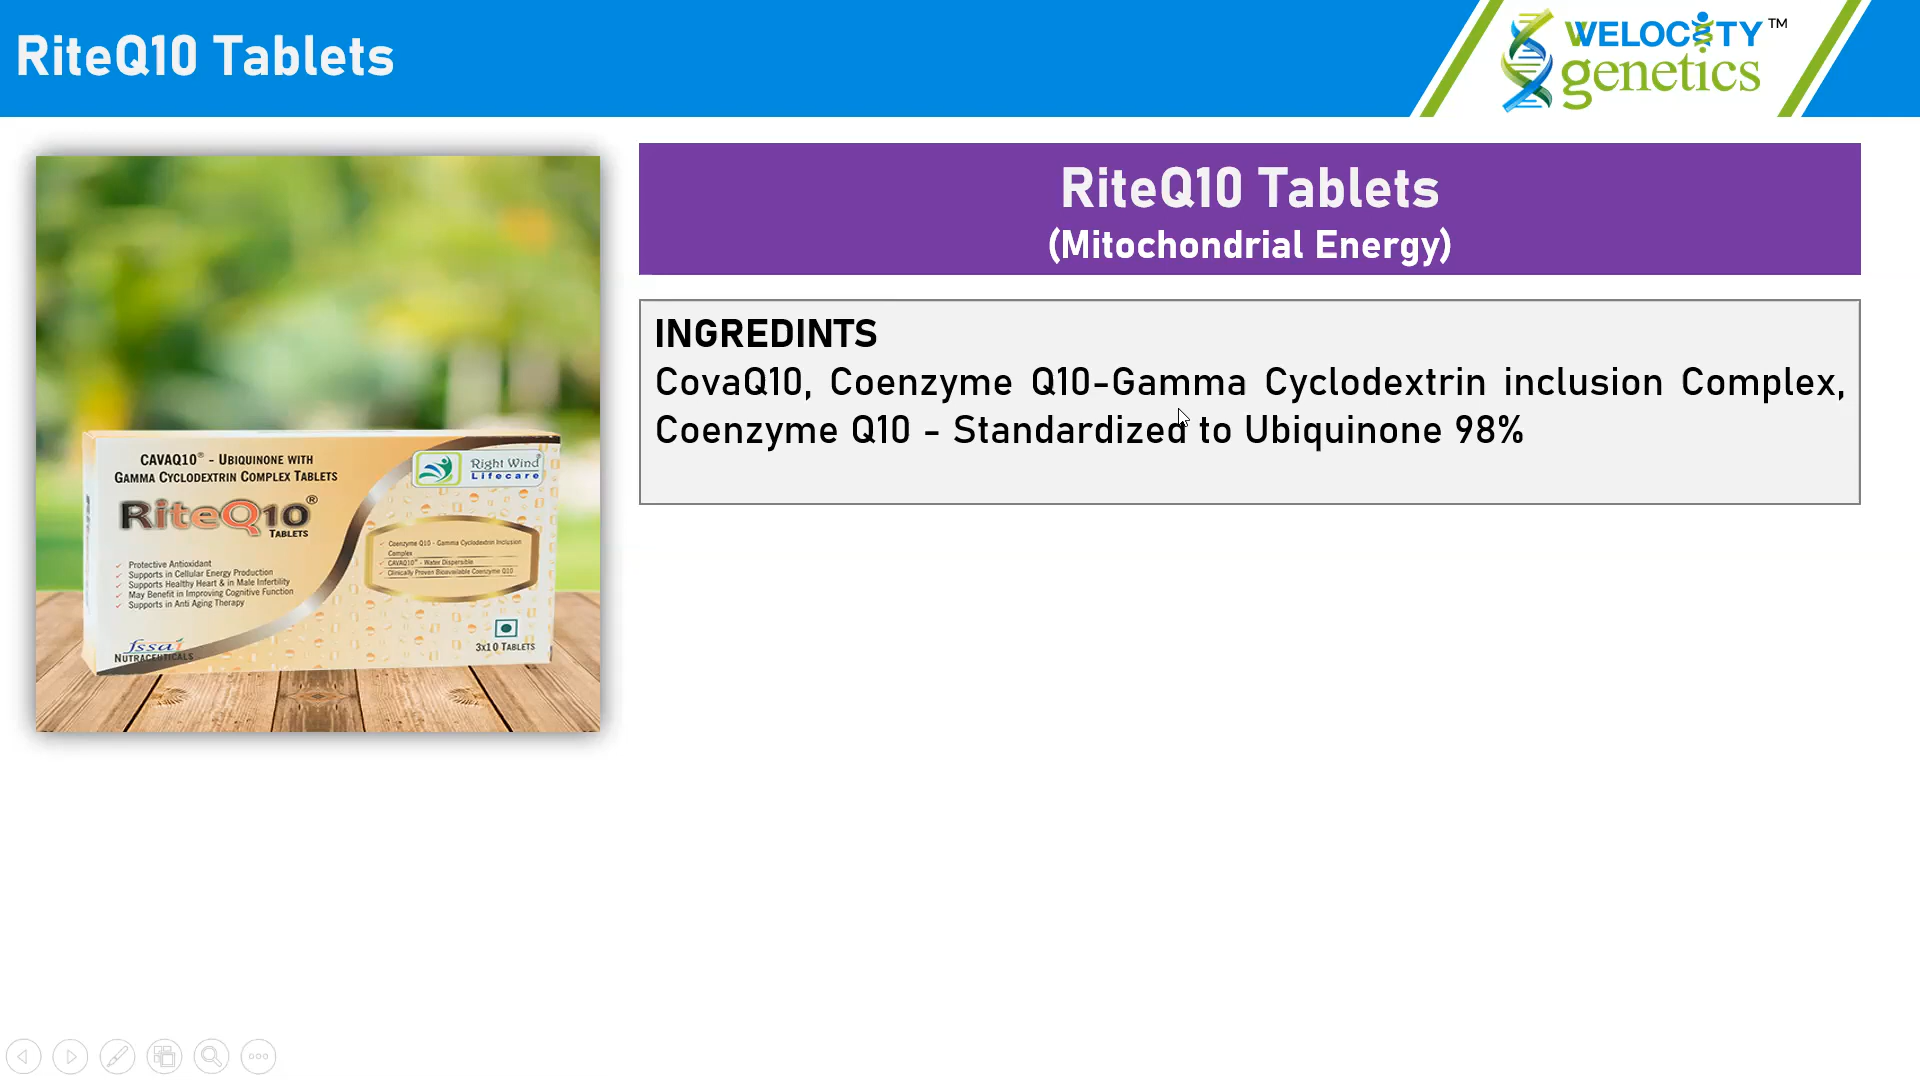 RiteQ10 Tablets
WELOCITY™
genetics
RiteQ10 Tablets
(Mitochondrial Energy)
INGREDINTS
CovaQ10, Coenzyme Q10-Gamma Cyclodextrin inclusion Complex,
Coenzyme Q10 - Standardized to Ubiquinone 98%
CAVAQ10® - UBIQUINONE WITH
GAMMA CYCLODEXTRIN COMPLEX TABLETS
RiteQ10®
TABLETS
✓ Protective Antioxidant
✓ Supports in Cellular Energy Production
✓ Supports Healthy Heart & in Male Infertility
✓ May Benefit in Improving Cognitive Function
✓ Supports in Anti Aging Therapy
fssai
NUTRACEUTICALS
Right Wind
Lifecare
✓ Coenzyme Q10 - Gamma Cyclodextrin Inclusion
Complex
✓ CAVAQ10® - Water Dispersible
✓ Clinically Proven Bioavailable Coenzyme Q10
3x10 TABLETS